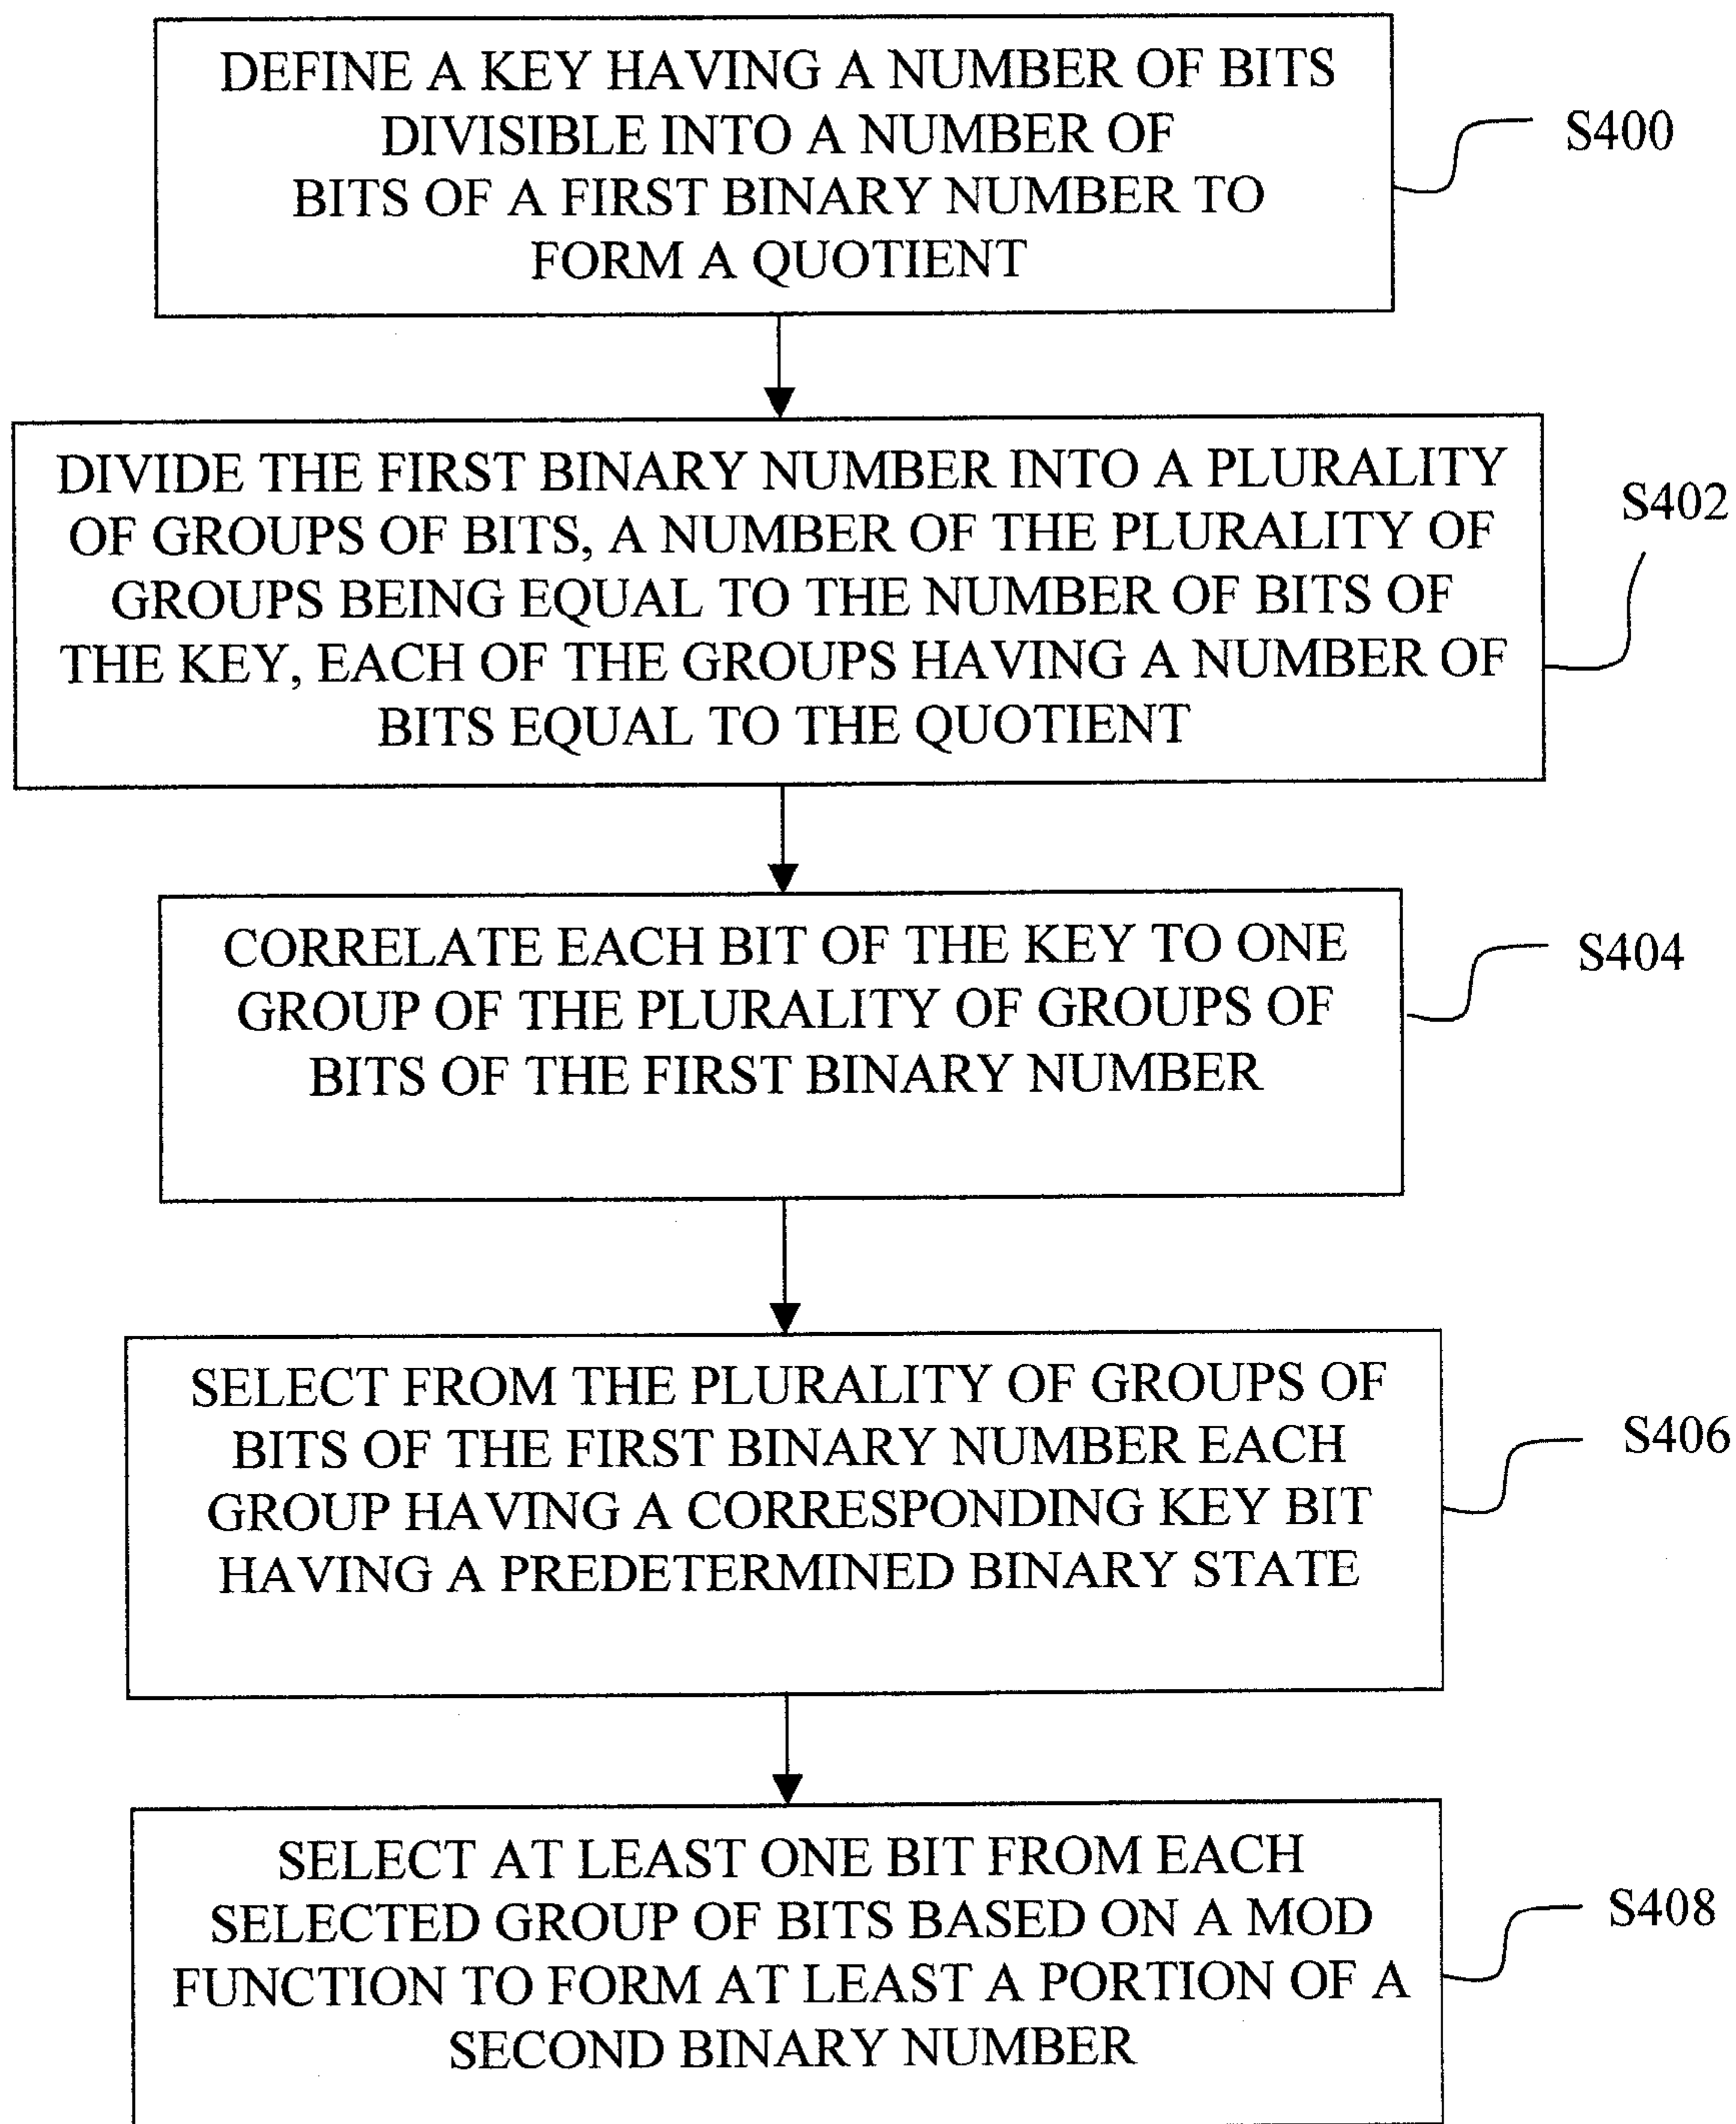 DEFINE A KEY HAVING A NUMBER OF BITS
DIVISIBLE INTO A NUMBER OF
BITS OF A FIRST BINARY NUMBER TO
FORM A QUOTIENT
S400
DIVIDE THE FIRST BINARY NUMBER INTO A PLURALITY
OF GROUPS OF BITS, A NUMBER OF THE PLURALITY OF
GROUPS BEING EQUAL TO THE NUMBER OF BITS OF
THE KEY, EACH OF THE GROUPS HAVING A NUMBER OF
BITS EQUAL TO THE QUOTIENT
S402
CORRELATE EACH BIT OF THE KEY TO ONE
GROUP OF THE PLURALITY OF GROUPS OF
BITS OF THE FIRST BINARY NUMBER
S404
SELECT FROM THE PLURALITY OF GROUPS OF
BITS OF THE FIRST BINARY NUMBER EACH
GROUP HAVING A CORRESPONDING KEY BIT
HAVING A PREDETERMINED BINARY STATE
S406
SELECT AT LEAST ONE BIT FROM EACH
SELECTED GROUP OF BITS BASED ON A MOD
FUNCTION TO FORM AT LEAST A PORTION OF A
SECOND BINARY NUMBER
S408